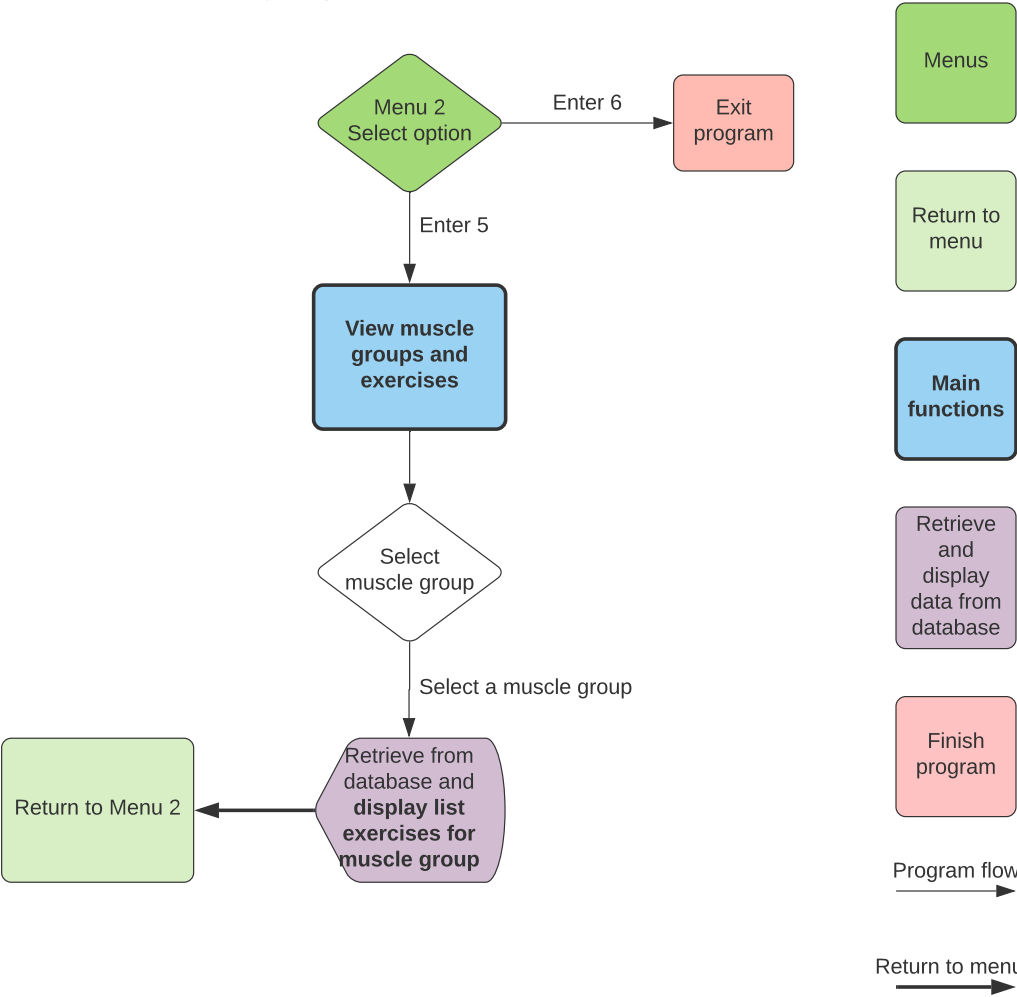 Menu 2
Select option
Enter 6
Exit
program
Enter 5
View muscle
groups and
exercises
Select
muscle group
Select a muscle group
Retrieve from
database and
display list
exercises for
muscle group
Return to Menu 2
Menus
Return to
menu
Main
functions
Retrieve
and
display
data from
database
Finish
program
Program flow
Return to menu